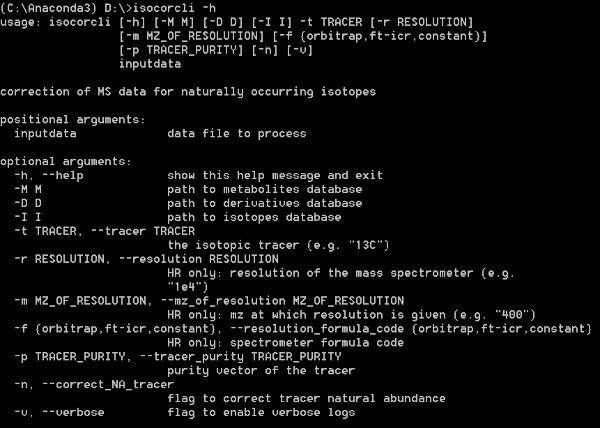 (C:\Anaconda3) D:\>isocorcli -h
usage: isocorcli [-h] [-M M] [-D D] [-I I] -t TRACER [-r RESOLUTION]
[-m MZ_OF_RESOLUTION] [-f {orbitrap,ft-icr,constant}]
[-p TRACER_PURITY] [-n] [-v]
inputdata
correction of MS data for naturally occurring isotopes
positional arguments:
inputdata data file to process
optional arguments:
-h, --help show this help message and exit
-M M path to metabolites database
-D D path to derivatives database
-I I path to isotopes database
-t TRACER, --tracer TRACER
the isotopic tracer (e.g. "13C")
-r RESOLUTION, --resolution RESOLUTION
HR only: resolution of the mass spectrometer (e.g.
"1e4")
-m MZ_OF_RESOLUTION, --mz_of_resolution MZ_OF_RESOLUTION
HR only: mz at which resolution is given (e.g. "400")
-f {orbitrap,ft-icr,constant}, --resolution_formula_code {orbitrap,ft-icr,constant}
HR only: spectrometer formula code
-p TRACER_PURITY, --tracer_purity TRACER_PURITY
purity vector of the tracer
-n, --correct_NA_tracer
flag to correct tracer natural abundance
-v, --verbose flag to enable verbose logs